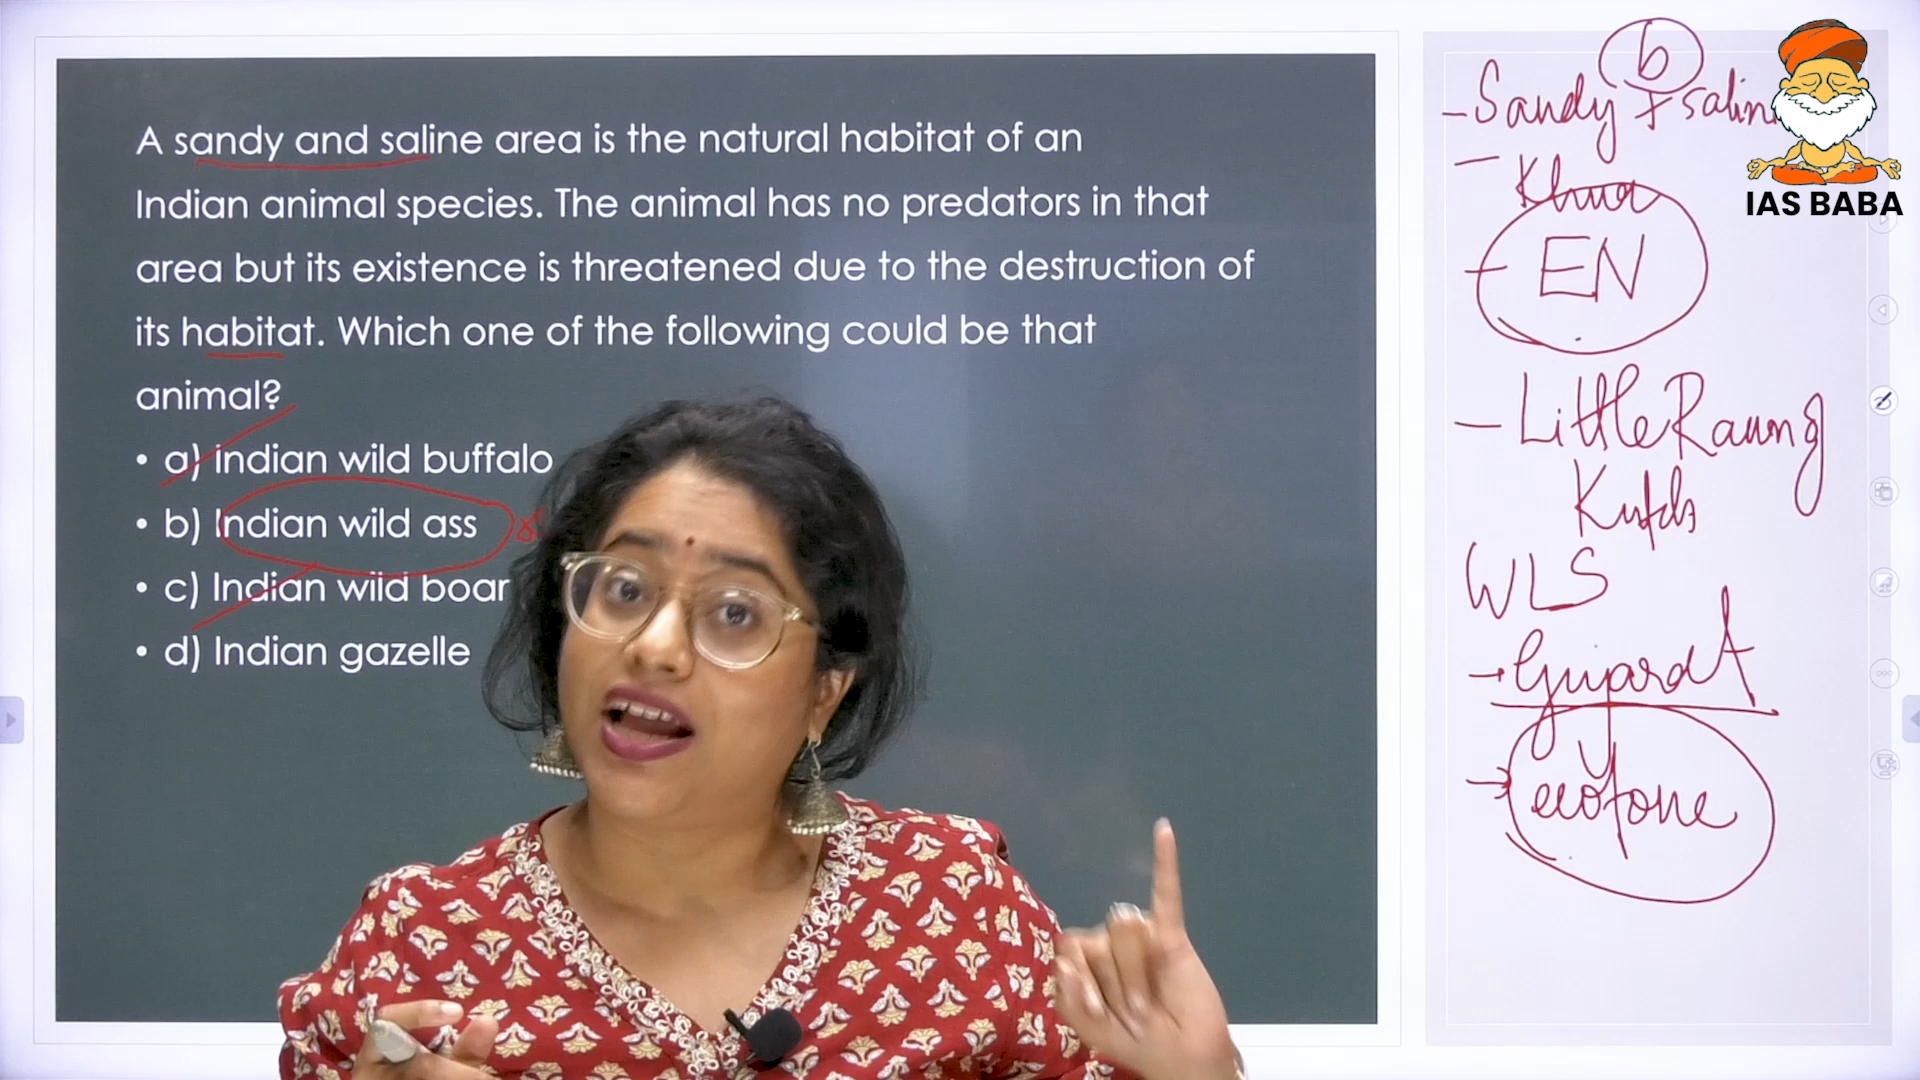 A sandy and saline area is the natural habitat of an
Indian animal species. The animal has no predators in that
area but its existence is threatened due to the destruction of
its habitat. Which one of the following could be that
animal?
• a) Indian wild buffalo
• b) Indian wild ass
• c) Indian wild boar
• d) Indian gazelle
b
- Sandy + salin
- Khur
- EN
- Little Rann of
Kutch
WLS
→ Gujarat
→ ecotone
IAS BABA